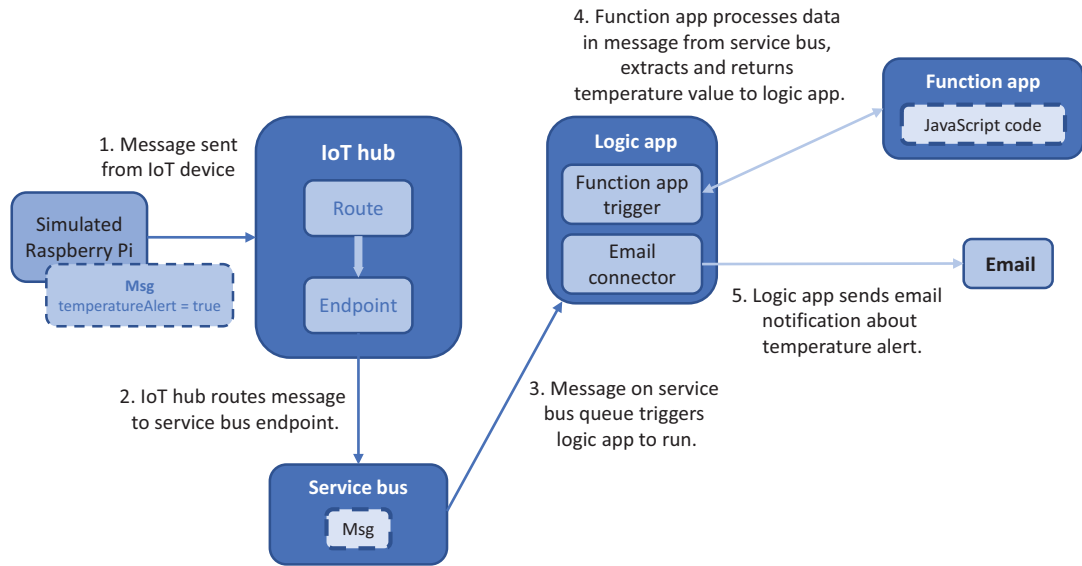 1. Message sent
from IoT device
Simulated
Raspberry Pi
Msg
temperatureAlert = true
IoT hub
Route
Endpoint
2. IoT hub routes message
to service bus endpoint.
Service bus
Msg
3. Message on service
bus queue triggers
logic app to run.
Logic app
Function app
trigger
Email
connector
4. Function app processes data
in message from service bus,
extracts and returns
temperature value to logic app.
Function app
JavaScript code
Email
5. Logic app sends email
notification about
temperature alert.